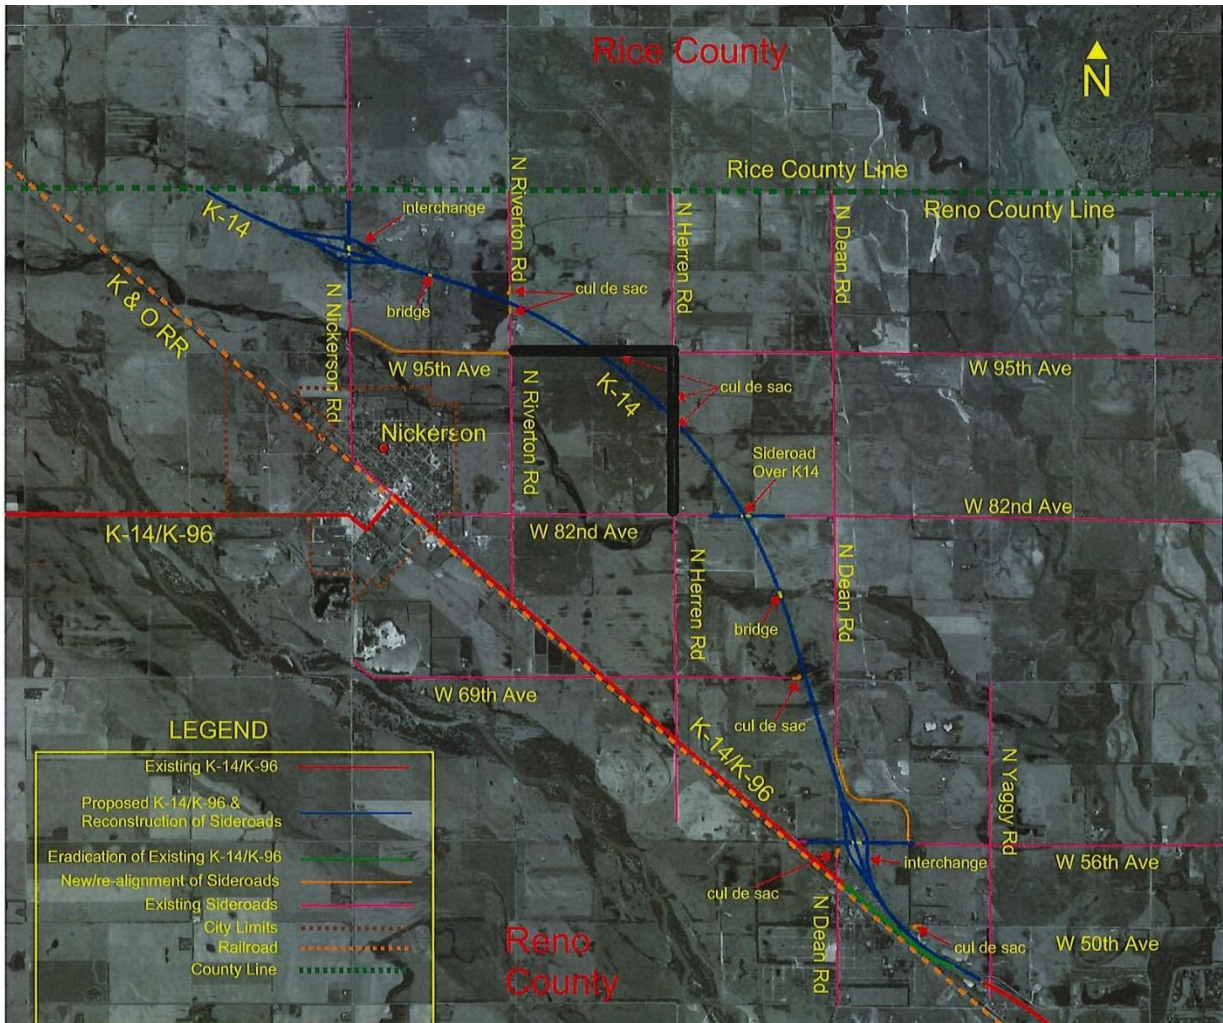 Rice County
N
Rice County Line
Reno County Line
K-14
interchange
N Riverton Rd
N Herren Rd
N Dean Rd
K & O RR
N Nickerson Rd
bridge
cul de sac
W 95th Ave
K-14
cul de sac
W 95th Ave
Nickerson
N Riverton Rd
Sideroad
Over K14
K-14/K-96
W 82nd Ave
W 82nd Ave
N Herren Rd
N Dean Rd
bridge
W 69th Ave
cul de sac
K-14/K-96
N Yaggy Rd
LEGEND
Existing K-14/K-96
Proposed K-14/K-96 &
Reconstruction of Sideroads
Eradication of Existing K-14/K-96
New/re-alignment of Sideroads
Existing Sideroads
City Limits
Railroad
County Line
interchange
W 56th Ave
cul de sac
N Dean Rd
cul de sac
W 50th Ave
Reno
County